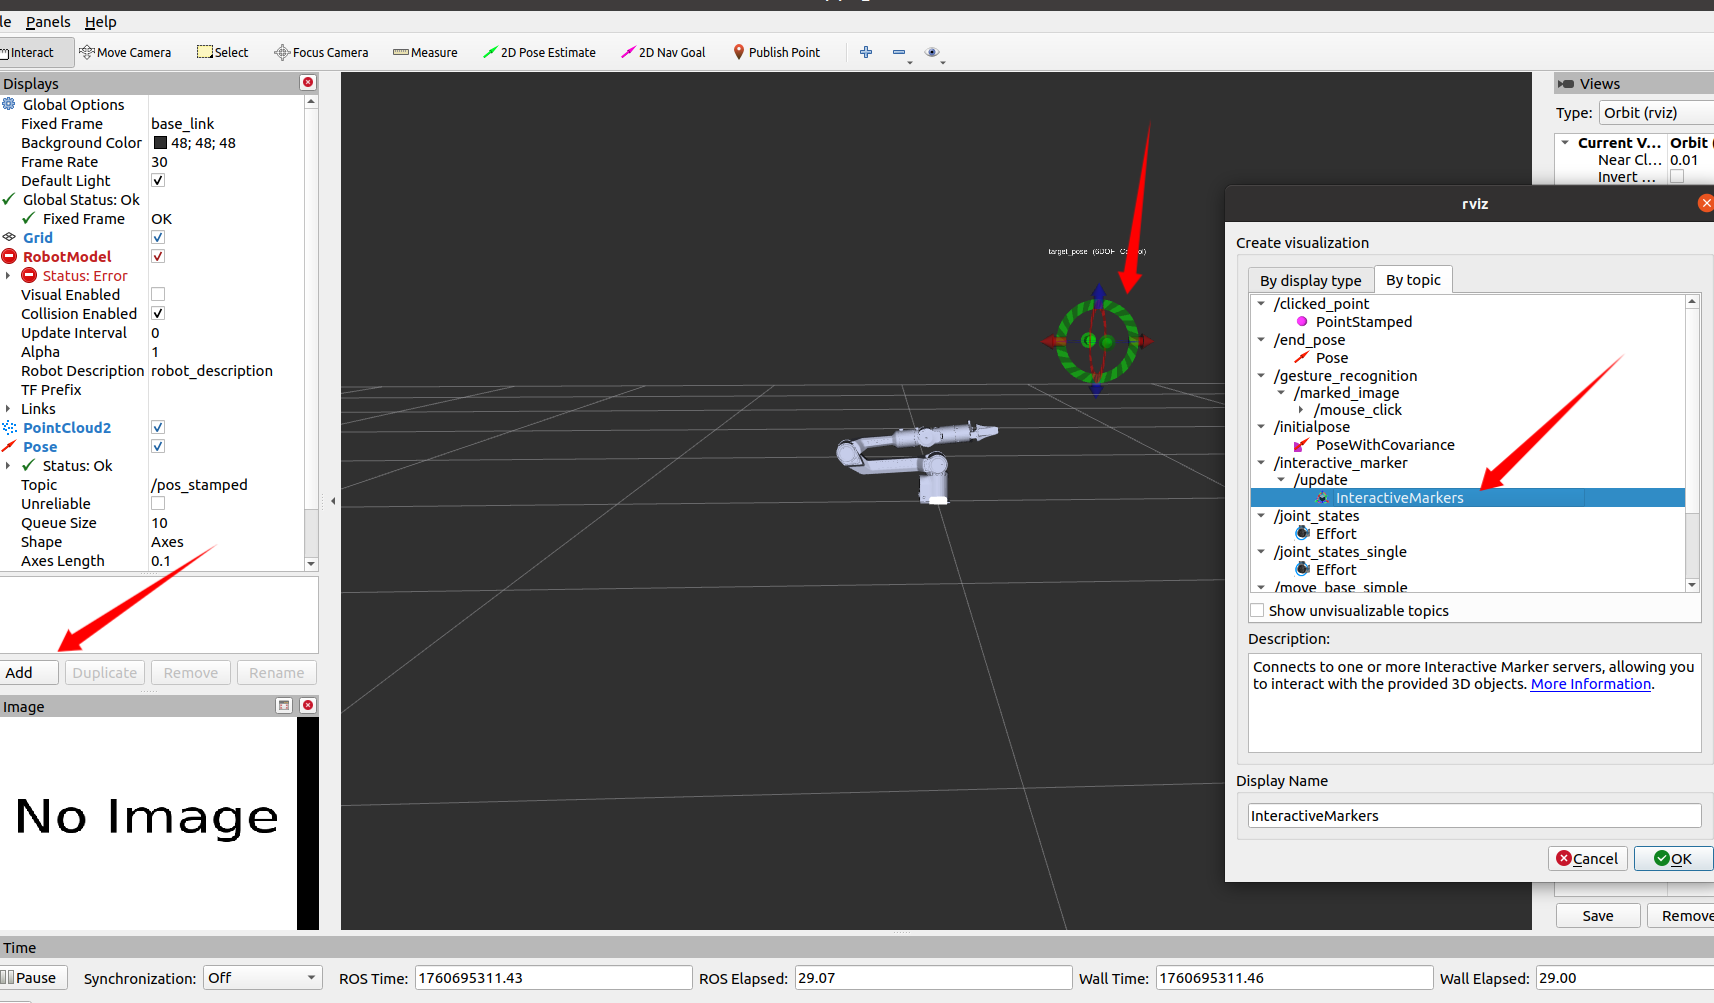 le Panels Help
Interact Move Camera Select Focus Camera Measure 2D Pose Estimate 2D Nav Goal Publish Point
Displays
Global Options
Fixed Frame base_link
Background Color 48; 48; 48
Frame Rate 30
Default Light
Global Status: Ok
Fixed Frame OK
Grid
RobotModel
Status: Error
Visual Enabled
Collision Enabled
Update Interval 0
Alpha 1
Robot Description robot_description
TF Prefix
Links
PointCloud2
Pose
Status: Ok
Topic /pos_stamped
Unreliable
Queue Size 10
Shape Axes
Axes Length 0.1
Add Duplicate Remove Rename
Image
No Image
target_pose (6DOF
Views
Type: Orbit (rviz)
Current V... Orbit
Near Cl... 0.01
Invert ...
rviz
Create visualization
By display type By topic
/clicked_point
PointStamped
/end_pose
Pose
/gesture_recognition
/marked_image
/mouse_click
/initialpose
PoseWithCovariance
/interactive_marker
/update
InteractiveMarkers
/joint_states
Effort
/joint_states_single
Effort
/move_base_simple
Show unvisualizable topics
Description:
Connects to one or more Interactive Marker servers, allowing you
to interact with the provided 3D objects. More Information.
Display Name
InteractiveMarkers
Cancel OK
Save Remove
Time
Pause Synchronization: Off ROS Time: 1760695311.43 ROS Elapsed: 29.07 Wall Time: 1760695311.46 Wall Elapsed: 29.00